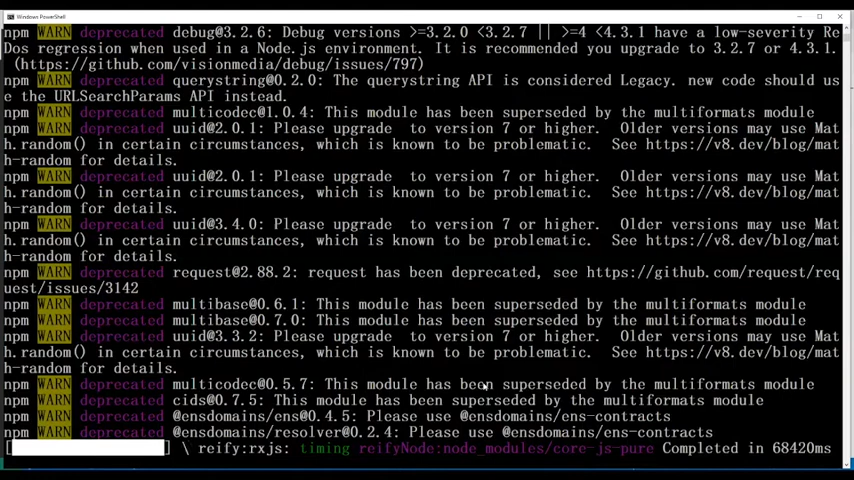 Windows PowerShell
npm WARN deprecated debug@3.2.6: Debug versions >=3.2.0 <3.2.7 || >=4 <4.3.1 have a low-severity Re
Dos regression when used in a Node.js environment. It is recommended you upgrade to 3.2.7 or 4.3.1.
(https://github.com/visionmedia/debug/issues/797)
npm WARN deprecated querystring@0.2.0: The querystring API is considered Legacy. new code should us
e the URLSearchParams API instead.
npm WARN deprecated multicodec@1.0.4: This module has been superseded by the multiformats module
npm WARN deprecated uuid@2.0.1: Please upgrade  to version 7 or higher.  Older versions may use Mat
h.random() in certain circumstances, which is known to be problematic.  See https://v8.dev/blog/mat
h-random for details.
npm WARN deprecated uuid@2.0.1: Please upgrade  to version 7 or higher.  Older versions may use Mat
h.random() in certain circumstances, which is known to be problematic.  See https://v8.dev/blog/mat
h-random for details.
npm WARN deprecated uuid@3.4.0: Please upgrade  to version 7 or higher.  Older versions may use Mat
h.random() in certain circumstances, which is known to be problematic.  See https://v8.dev/blog/mat
h-random for details.
npm WARN deprecated request@2.88.2: request has been deprecated, see https://github.com/request/req
uest/issues/3142
npm WARN deprecated multibase@0.6.1: This module has been superseded by the multiformats module
npm WARN deprecated multibase@0.7.0: This module has been superseded by the multiformats module
npm WARN deprecated uuid@3.3.2: Please upgrade  to version 7 or higher.  Older versions may use Mat
h.random() in certain circumstances, which is known to be problematic.  See https://v8.dev/blog/mat
h-random for details.
npm WARN deprecated multicodec@0.5.7: This module has been superseded by the multiformats module
npm WARN deprecated cids@0.7.5: This module has been superseded by the multiformats module
npm WARN deprecated @ensdomains/ens@0.4.5: Please use @ensdomains/ens-contracts
npm WARN deprecated @ensdomains/resolver@0.2.4: Please use @ensdomains/ens-contracts
[                  ] \ reify:rxjs: timing reifyNode:node_modules/core-js-pure Completed in 68420ms